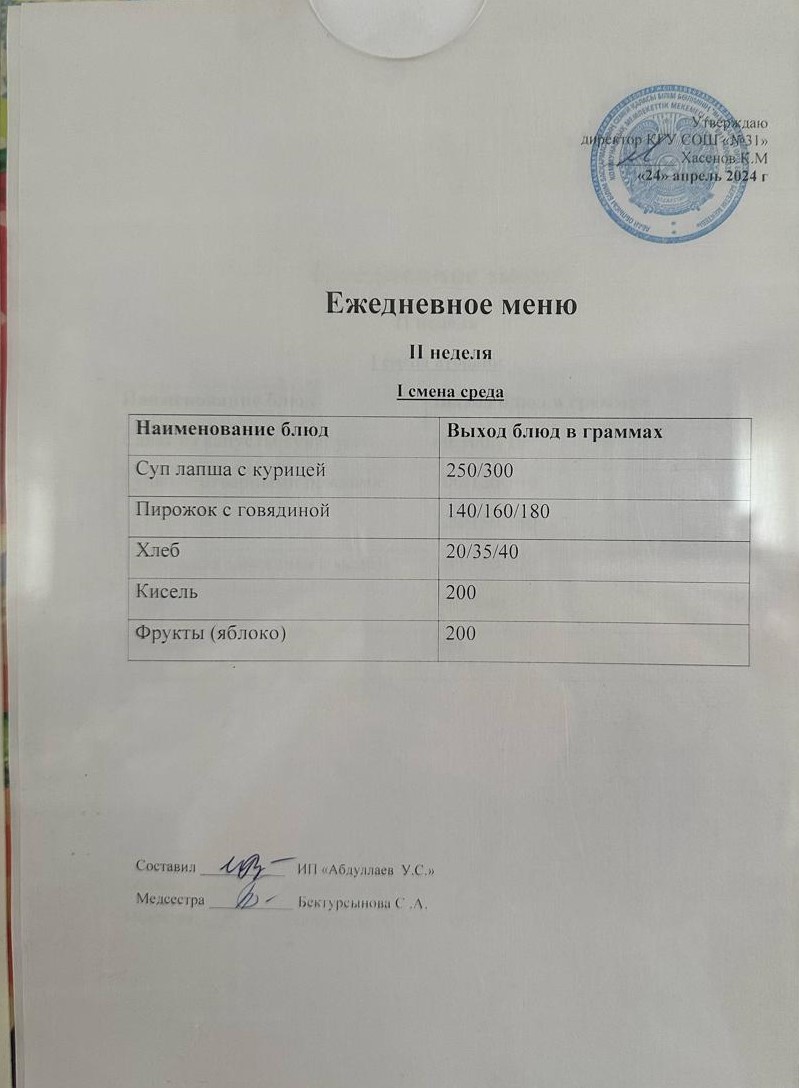 Утверждаю
директор КГУ СОШ «№31»
Хасенов К.М
«24» апрель 2024 г
Ежедневное меню
II неделя
I смена среда
Наименование блюд Выход блюд в граммах
Суп лапша с курицей 250/300
Пирожок с говядиной 140/160/180
Хлеб 20/35/40
Кисель 200
Фрукты (яблоко) 200
Составил ИП «Абдуллаев У.С.»
Медсестра Бектурсынова С .А.